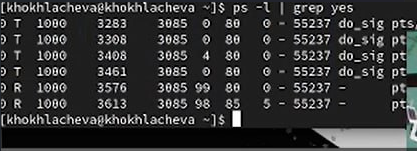 [khokhlacheva@khokhlacheva ~]$ ps -l | grep yes
0 T 1000 3283 3085 0 80 0 - 55237 do_sig pts/
0 T 1000 3308 3085 0 80 0 - 55237 do_sig pts
0 T 1000 3408 3085 4 80 0 - 55237 do_sig pts
0 T 1000 3461 3085 0 80 0 - 55237 do_sig pts
0 R 1000 3576 3085 99 80 0 - 55237 - pt
0 R 1000 3613 3085 98 85 5 - 55237 - pt
[khokhlacheva@khokhlacheva ~]$